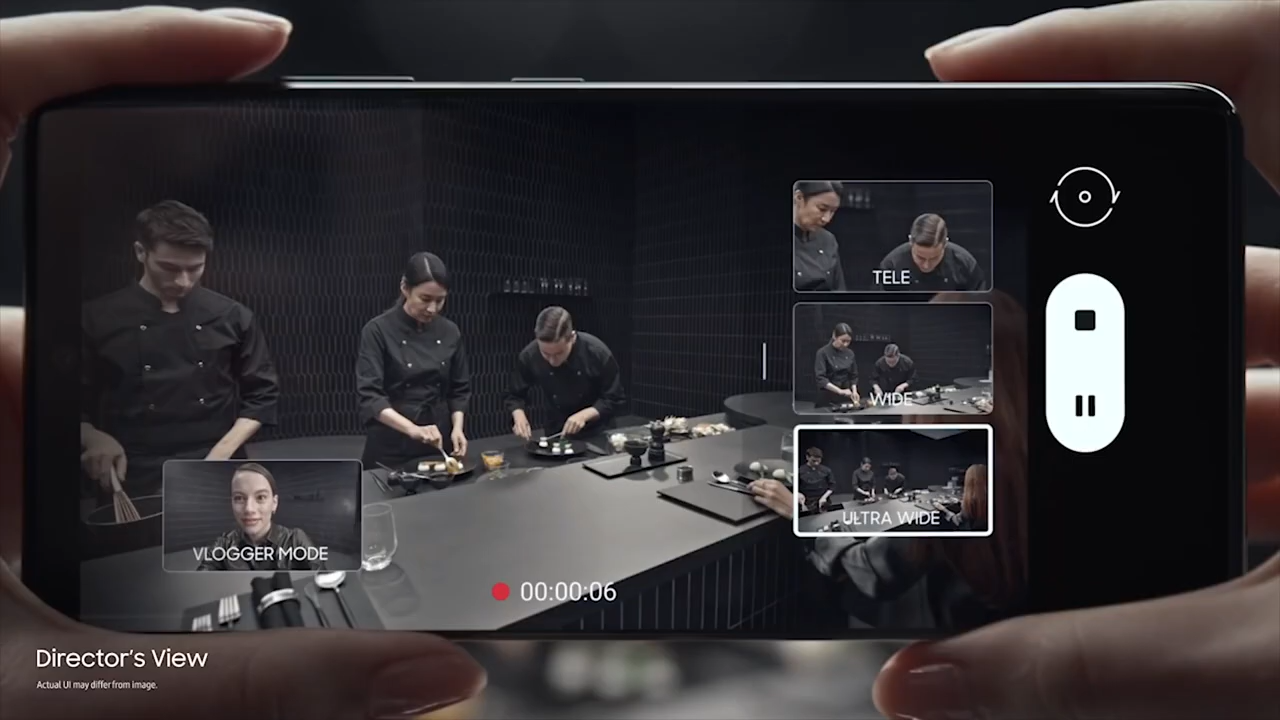 TELE
WIDE
ULTRA WIDE
VLOGGER MODE
00:00:06
Director's View
Actual UI may differ from image.